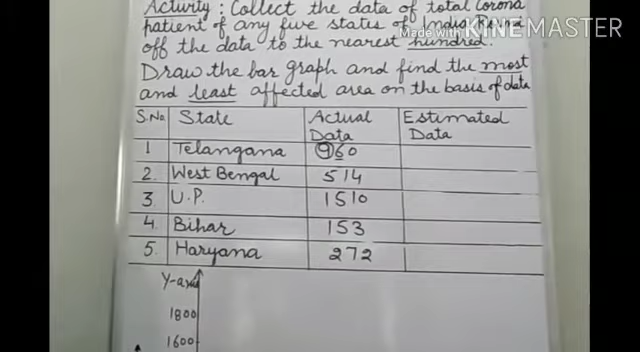 Activity : Collect the data of total Corona
patient of any five states of India. Round
off the data to the nearest hundred.
Made with KINEMASTER
Draw the bar graph and find the most
and least affected area on the basis of data
S.No State Actual Data Estimated Data
1 Telangana 960
2. West Bengal 514
3. U.P. 1510
4. Bihar 153
5. Haryana 272
Y-axis
1800
1600